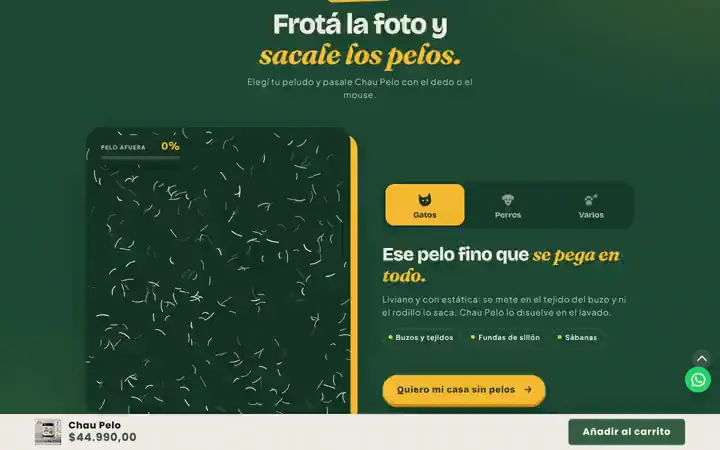 Frotá la foto y
sacale los pelos.
Elegí tu peludo y pasale Chau Pelo con el dedo o el
mouse.
PELO AFUERA 0%
Gatos
Perros
Varios
Ese pelo fino que se pega en
todo.
Liviano y con estática: se mete en el tejido del buzo y ni
el rodillo lo saca. Chau Pelo lo disuelve en el lavado.
Buzos y tejidos
Fundas de sillón
Sábanas
Quiero mi casa sin pelos →
Chau Pelo
$44.990,00
Añadir al carrito